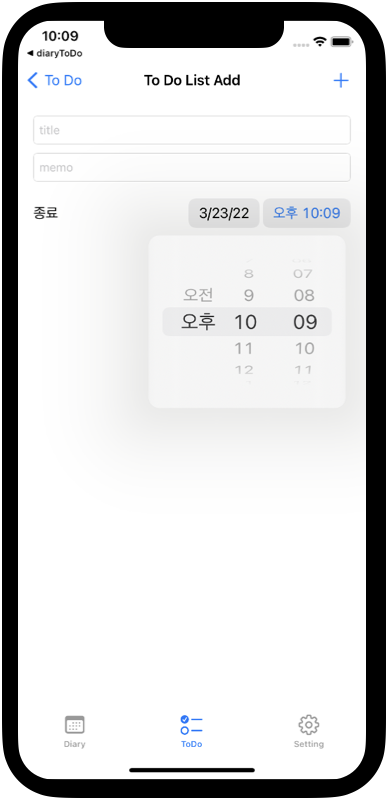 10:09
◀ diaryToDo
To Do To Do List Add +
title
memo
종료 3/23/22 오후 10:09
8 07
오전 9 08
오후 10 09
11 10
12 11
Diary ToDo Setting